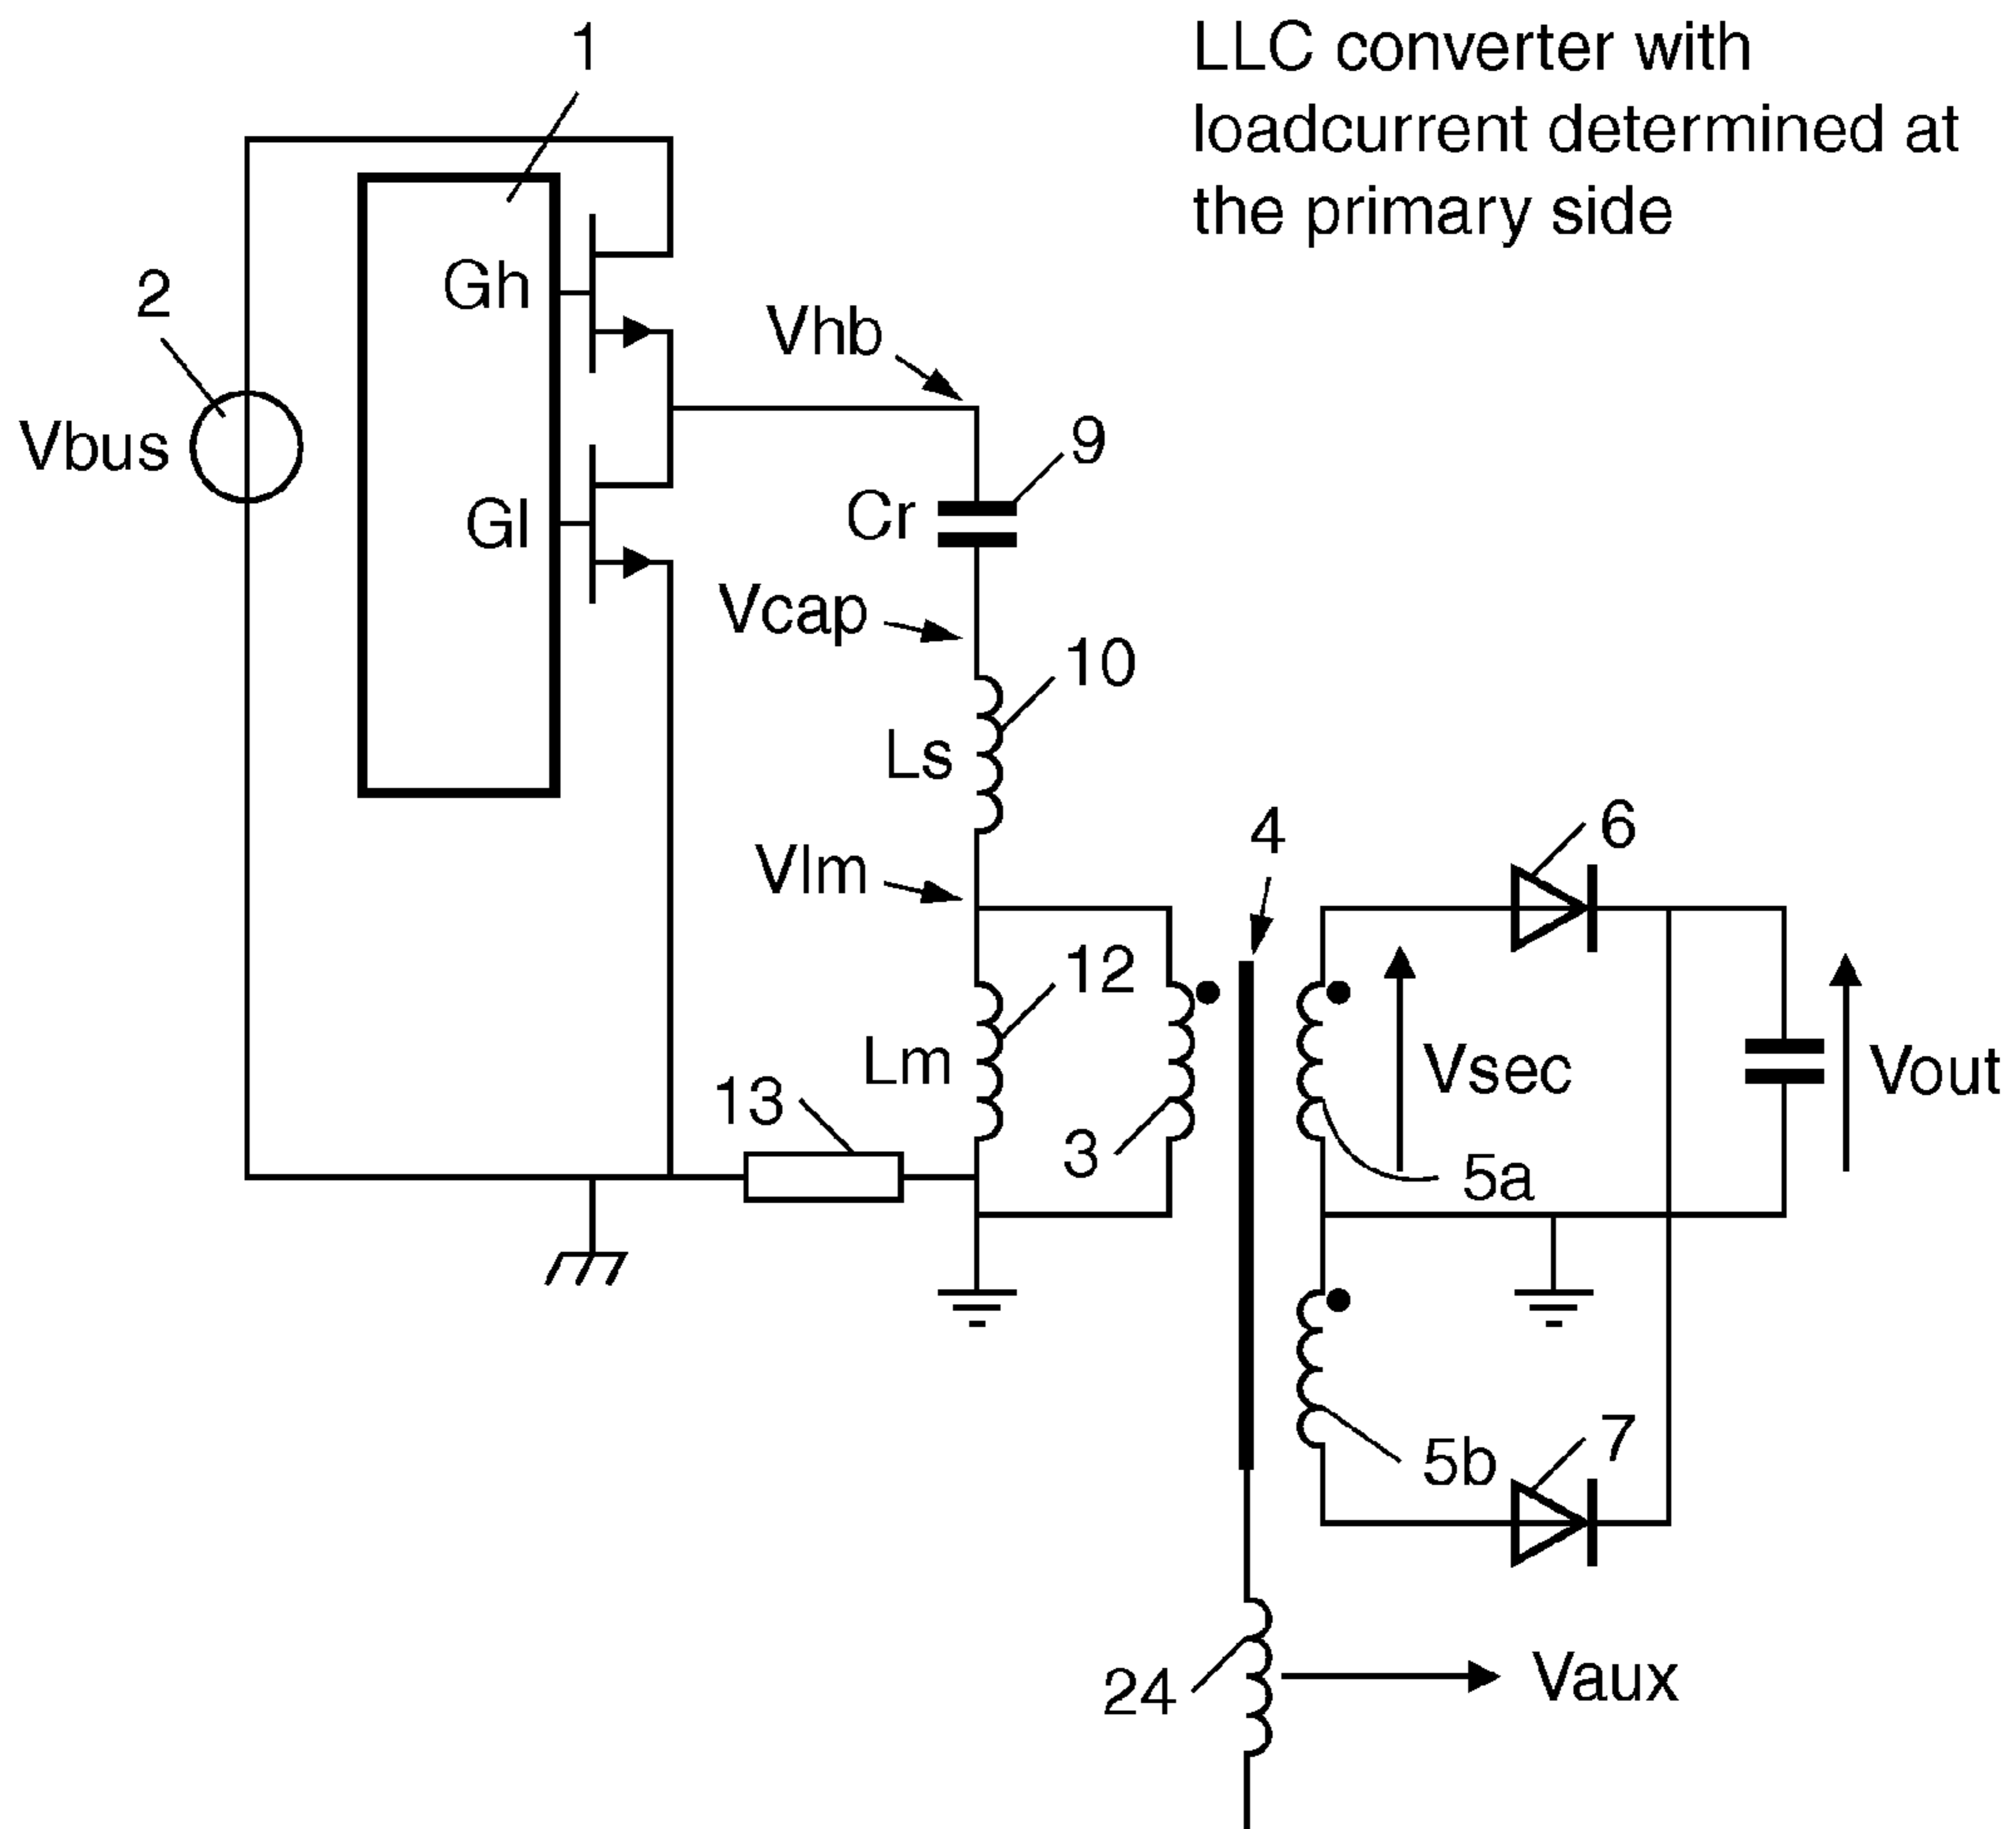 1
LLC converter with
loadcurrent determined at
the primary side
2
Gh
Vhb
Vbus
9
Gl
Cr
Vcap
10
Ls
4
6
Vlm
12
Lm
13
3
Vsec
Vout
5a
5b
7
24
Vaux